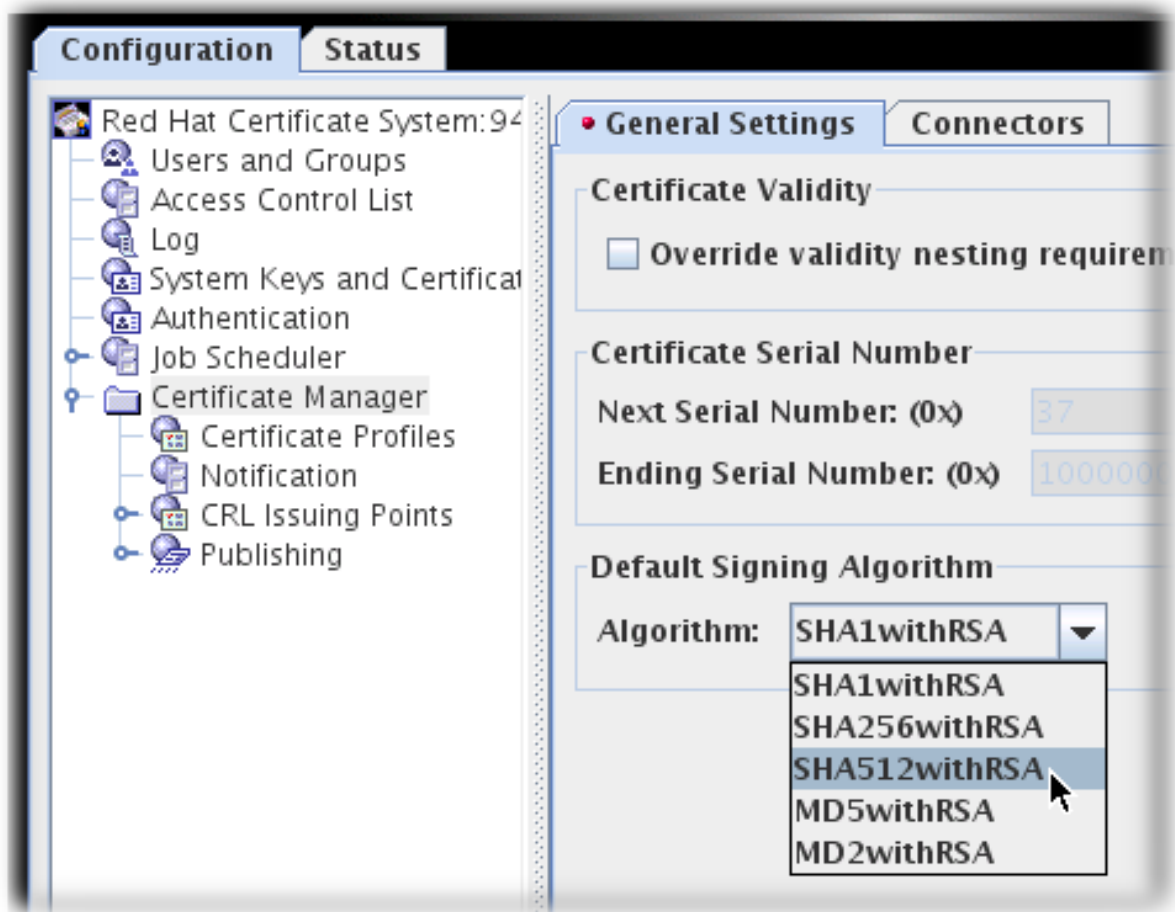 Configuration
Status
Red Hat Certificate System:94
Users and Groups
Access Control List
Log
System Keys and Certificat
Authentication
Job Scheduler
Certificate Manager
Certificate Profiles
Notification
CRL Issuing Points
Publishing
General Settings
Connectors
Certificate Validity
Override validity nesting requirem
Certificate Serial Number
Next Serial Number: (0x) 37
Ending Serial Number: (0x) 1000000
Default Signing Algorithm
Algorithm: SHA1withRSA
SHA1withRSA
SHA256withRSA
SHA512withRSA
MD5withRSA
MD2withRSA